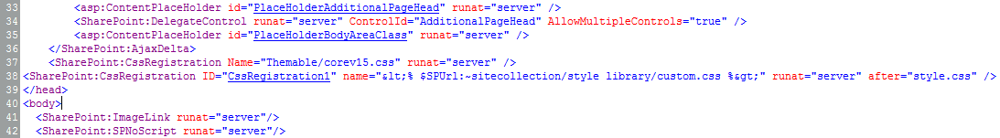 33 <asp:ContentPlaceHolder id="PlaceHolderAdditionalPageHead" runat="server" />
34 <SharePoint:DelegateControl runat="server" ControlId="AdditionalPageHead" AllowMultipleControls="true" />
35 <asp:ContentPlaceHolder id="PlaceHolderBodyAreaClass" runat="server" />
36 </SharePoint:AjaxDelta>
37 <SharePoint:CssRegistration Name="Themable/corev15.css" runat="server" />
38 <SharePoint:CssRegistration ID="CssRegistration1" name="&lt;% $SPUrl:~sitecollection/style library/custom.css %&gt;" runat="server" after="style.css" />
39 </head>
40 <body>
41 <SharePoint:ImageLink runat="server"/>
42 <SharePoint:SPNoScript runat="server"/>